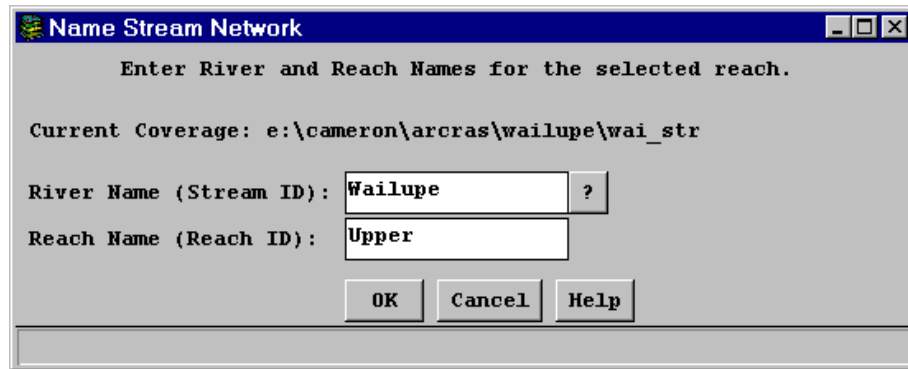 Name Stream Network
Enter River and Reach Names for the selected reach.
Current Coverage: e:\cameron\arcras\wailupe\wai_str
River Name (Stream ID): Wailupe ?
Reach Name (Reach ID): Upper
OK Cancel Help